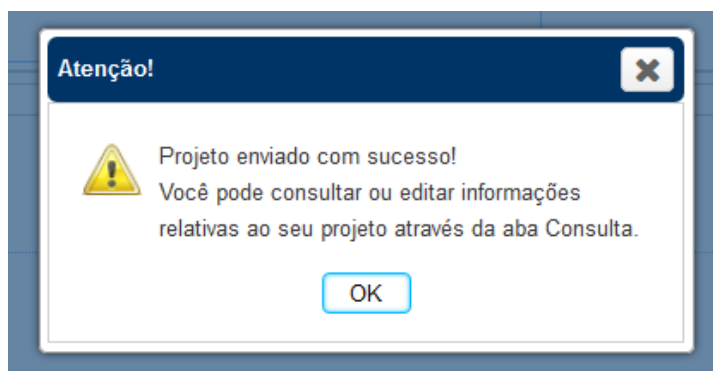 Atenção!
Projeto enviado com sucesso!
Você pode consultar ou editar informações
relativas ao seu projeto através da aba Consulta.
OK